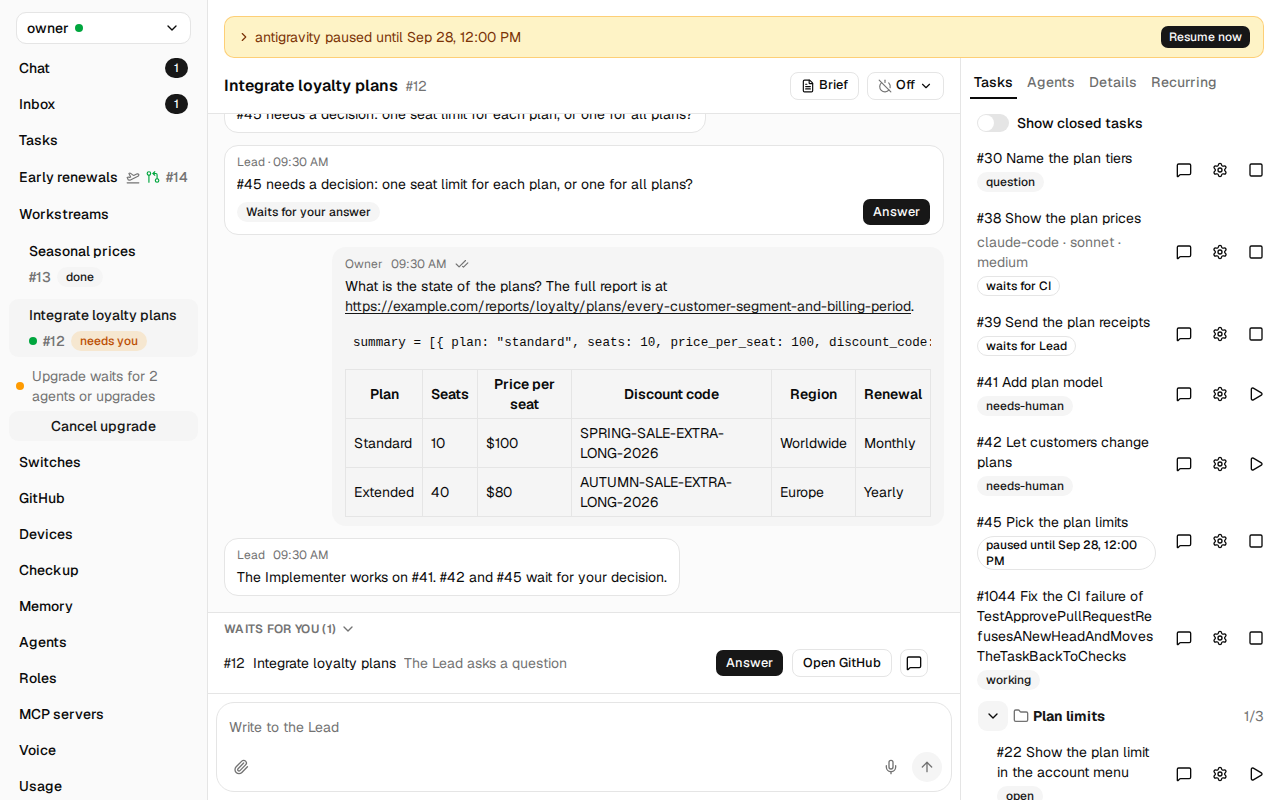 owner
Chat 1
Inbox 1
Tasks
Early renewals #14
Workstreams
Seasonal prices
#13 done
Integrate loyalty plans
#12 needs you
Upgrade waits for 2
agents or upgrades
Cancel upgrade
Switches
GitHub
Devices
Checkup
Memory
Agents
Roles
MCP servers
Voice
Usage
antigravity paused until Sep 28, 12:00 PM
Resume now
Integrate loyalty plans #12
Brief
Off
#45 needs a decision: one seat limit for each plan, or one for all plans?
Lead · 09:30 AM
#45 needs a decision: one seat limit for each plan, or one for all plans?
Waits for your answer
Answer
Owner 09:30 AM
What is the state of the plans? The full report is at
https://example.com/reports/loyalty/plans/every-customer-segment-and-billing-period.
summary = [{ plan: "standard", seats: 10, price_per_seat: 100, discount_code:
Plan Seats Price per seat Discount code Region Renewal
Standard 10 $100 SPRING-SALE-EXTRA-LONG-2026 Worldwide Monthly
Extended 40 $80 AUTUMN-SALE-EXTRA-LONG-2026 Europe Yearly
Lead 09:30 AM
The Implementer works on #41. #42 and #45 wait for your decision.
WAITS FOR YOU (1)
#12 Integrate loyalty plans The Lead asks a question
Answer
Open GitHub
Write to the Lead
Tasks Agents Details Recurring
Show closed tasks
#30 Name the plan tiers
question
#38 Show the plan prices
claude-code · sonnet ·
medium
waits for CI
#39 Send the plan receipts
waits for Lead
#41 Add plan model
needs-human
#42 Let customers change
plans
needs-human
#45 Pick the plan limits
paused until Sep 28, 12:00
PM
#1044 Fix the CI failure of
TestApprovePullRequestRe
fusesANewHeadAndMoves
TheTaskBackToChecks
working
Plan limits 1/3
#22 Show the plan limit
in the account menu
open